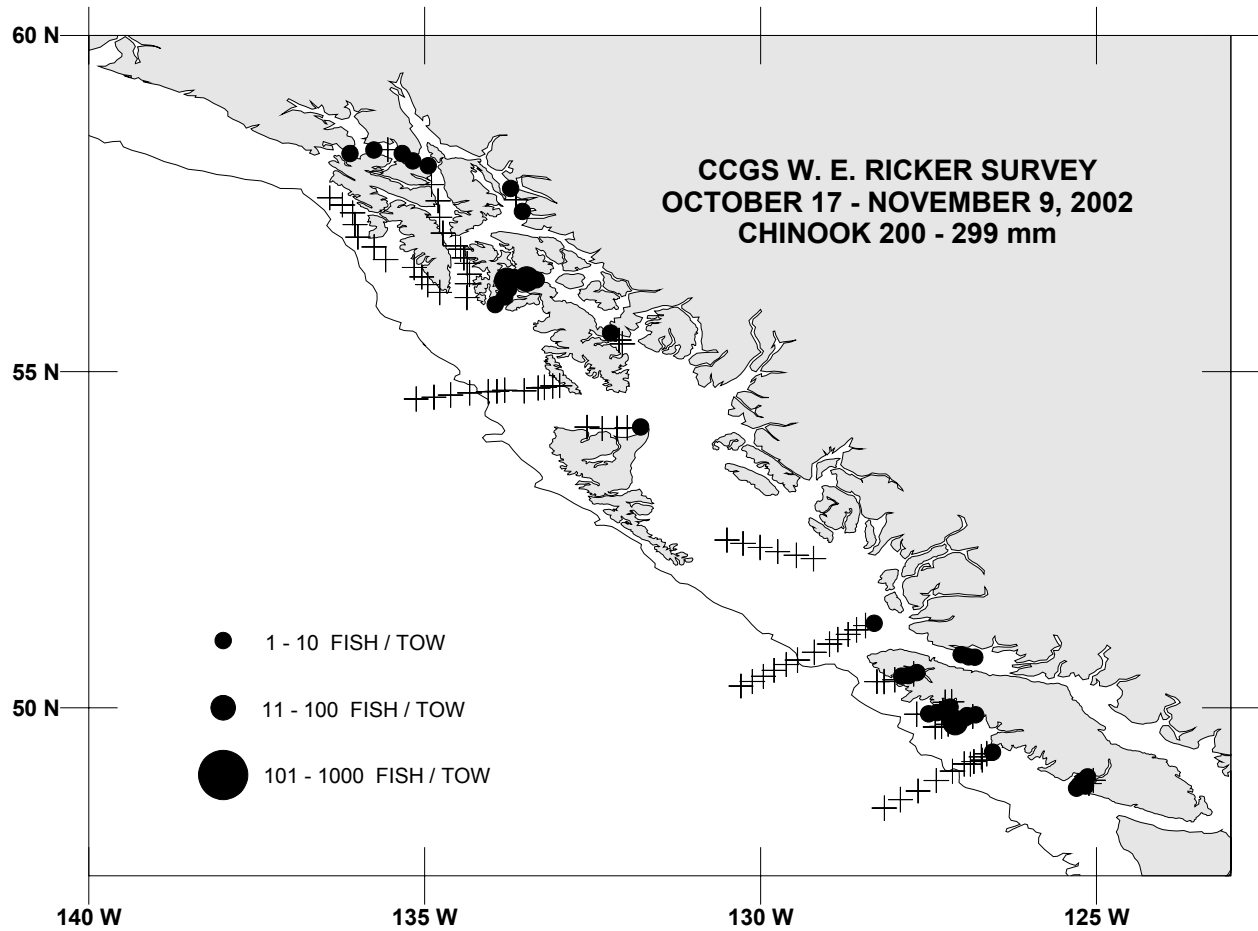 60 N
CCGS W. E. RICKER SURVEY
OCTOBER 17 - NOVEMBER 9, 2002
CHINOOK 200 - 299 mm
55 N
1 - 10 FISH / TOW
50 N
11 - 100 FISH / TOW
101 - 1000 FISH / TOW
140 W 135 W 130 W 125 W